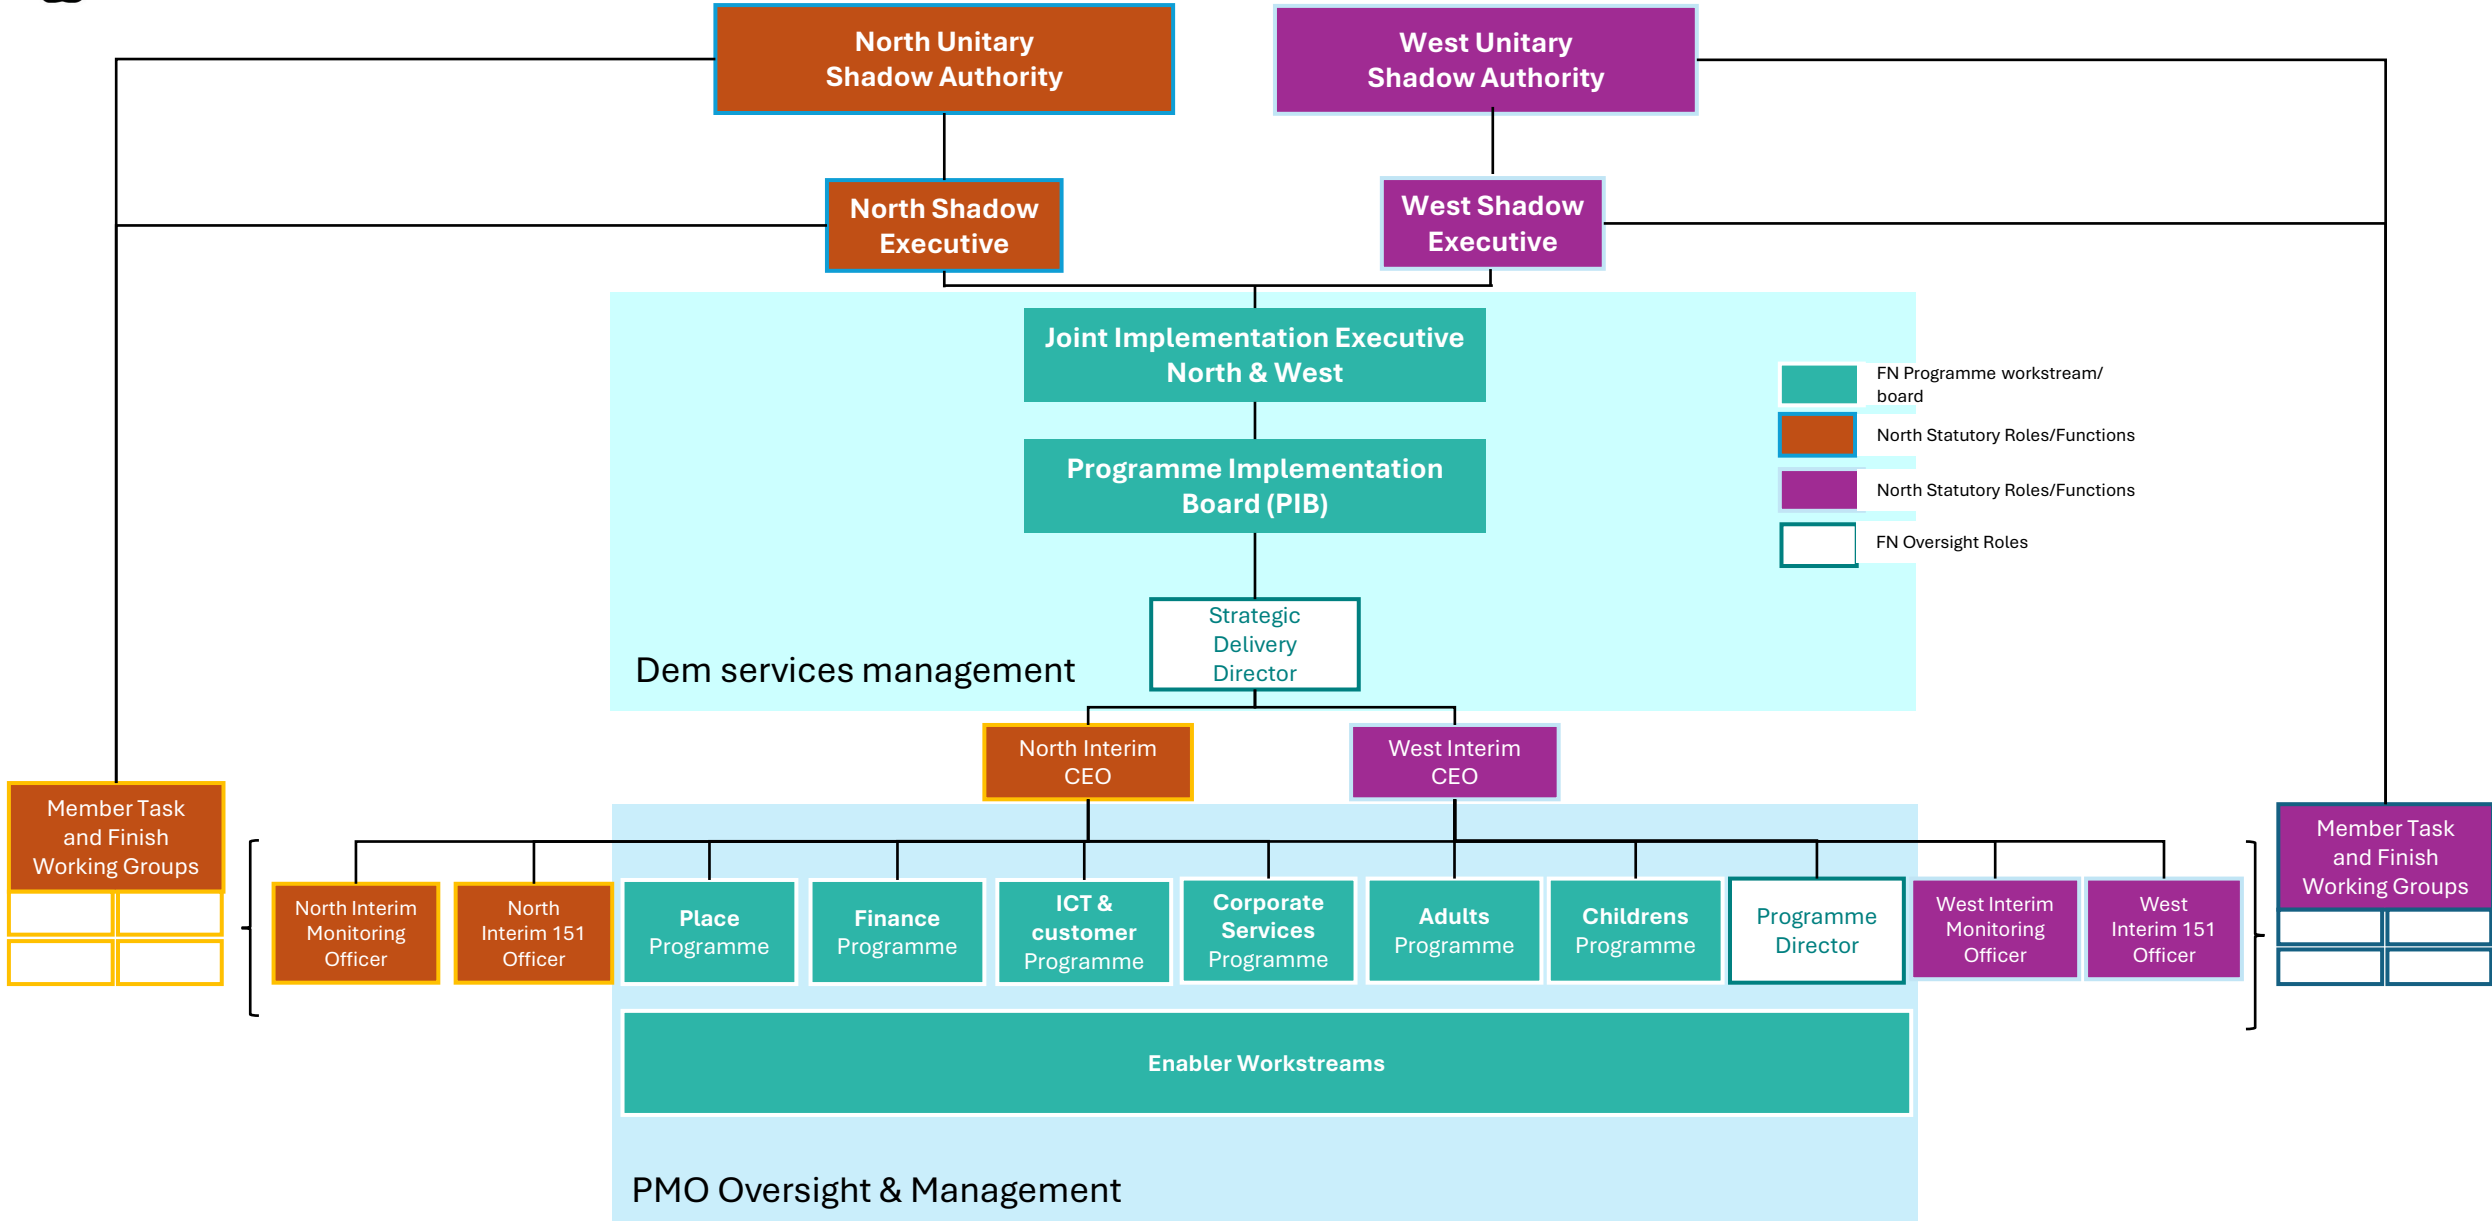 North Unitary
Shadow Authority
West Unitary
Shadow Authority
North Shadow
Executive
West Shadow
Executive
Joint Implementation Executive
North & West
FN Programme workstream/
board
North Statutory Roles/Functions
North Statutory Roles/Functions
FN Oversight Roles
Programme Implementation
Board (PIB)
Strategic
Delivery
Director
Dem services management
North Interim
CEO
West Interim
CEO
Member Task
and Finish
Working Groups
North Interim
Monitoring
Officer
North
Interim 151
Officer
Place
Programme
Finance
Programme
ICT &
customer
Programme
Corporate
Services
Programme
Adults
Programme
Childrens
Programme
Programme
Director
West Interim
Monitoring
Officer
West
Interim 151
Officer
Member Task
and Finish
Working Groups
Enabler Workstreams
PMO Oversight & Management